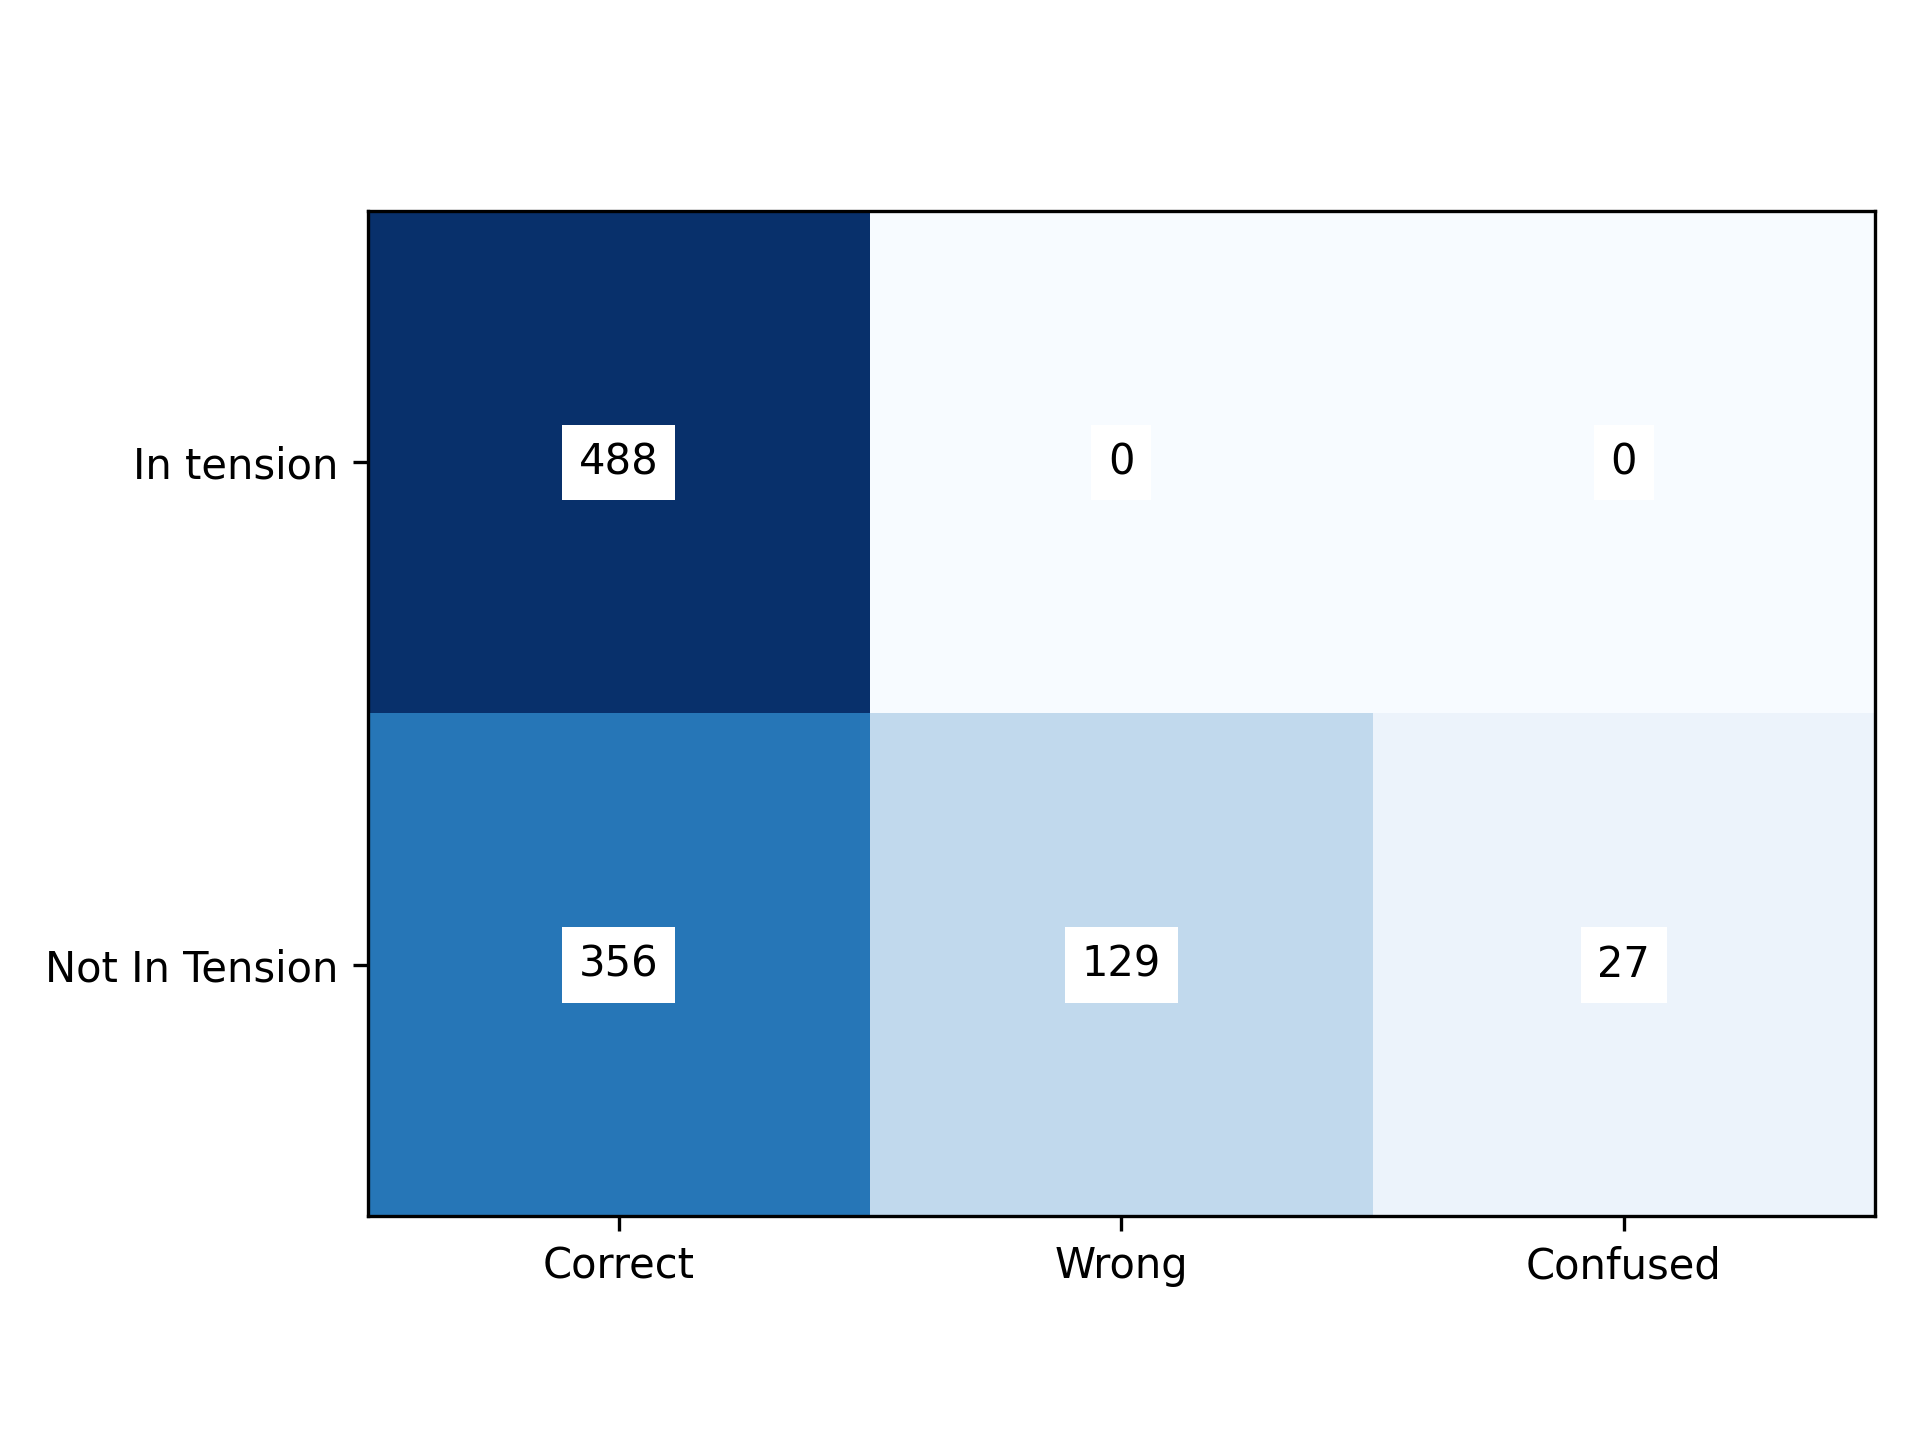 In tension
488
0
0
Not In Tension
356
129
27
Correct
Wrong
Confused